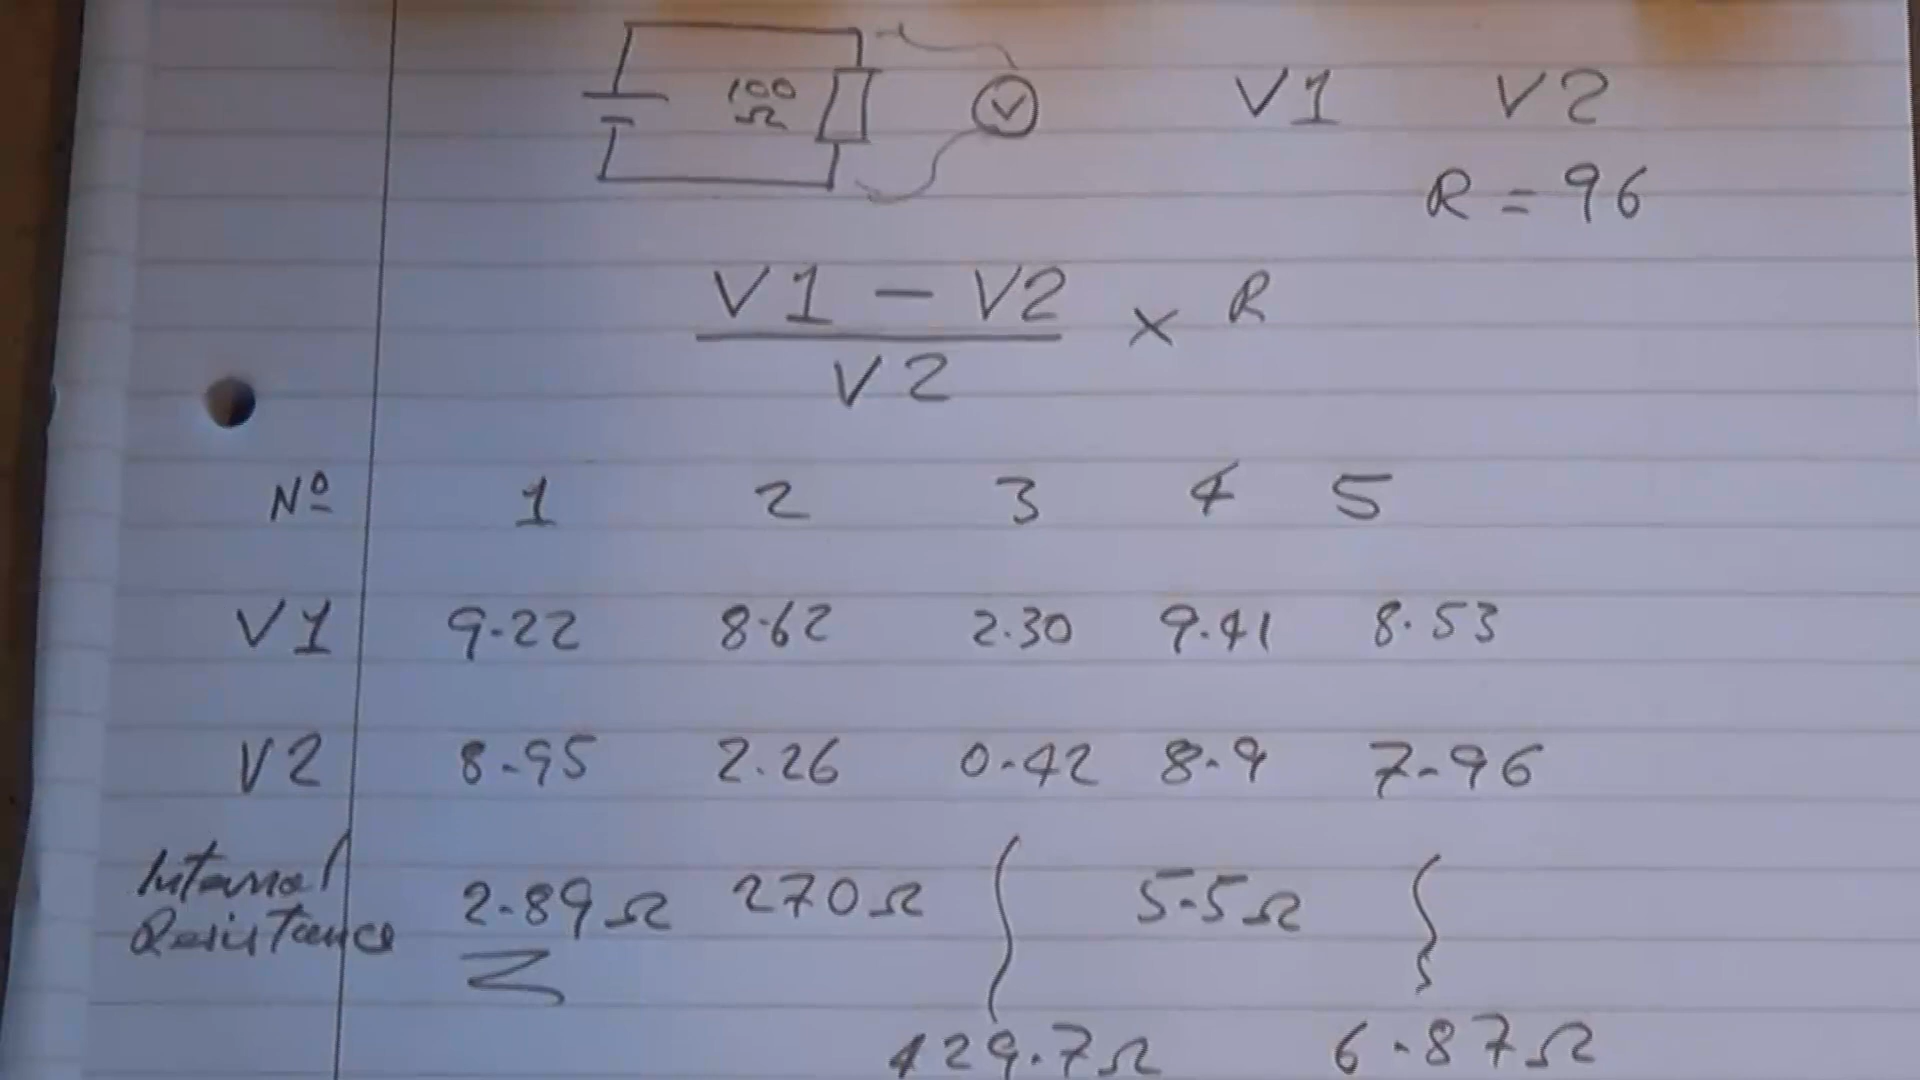 100
Ω
V
V1 V2
R = 96
V1 - V2
× R
V2
Nº 1 2 3 4 5
V1 9.22 8.62 2.30 9.41 8.53
V2 8.95 2.26 0.42 8.9 7.96
Internal
Resistance 2.89Ω 270Ω 5.5Ω
429.7Ω 6.87Ω